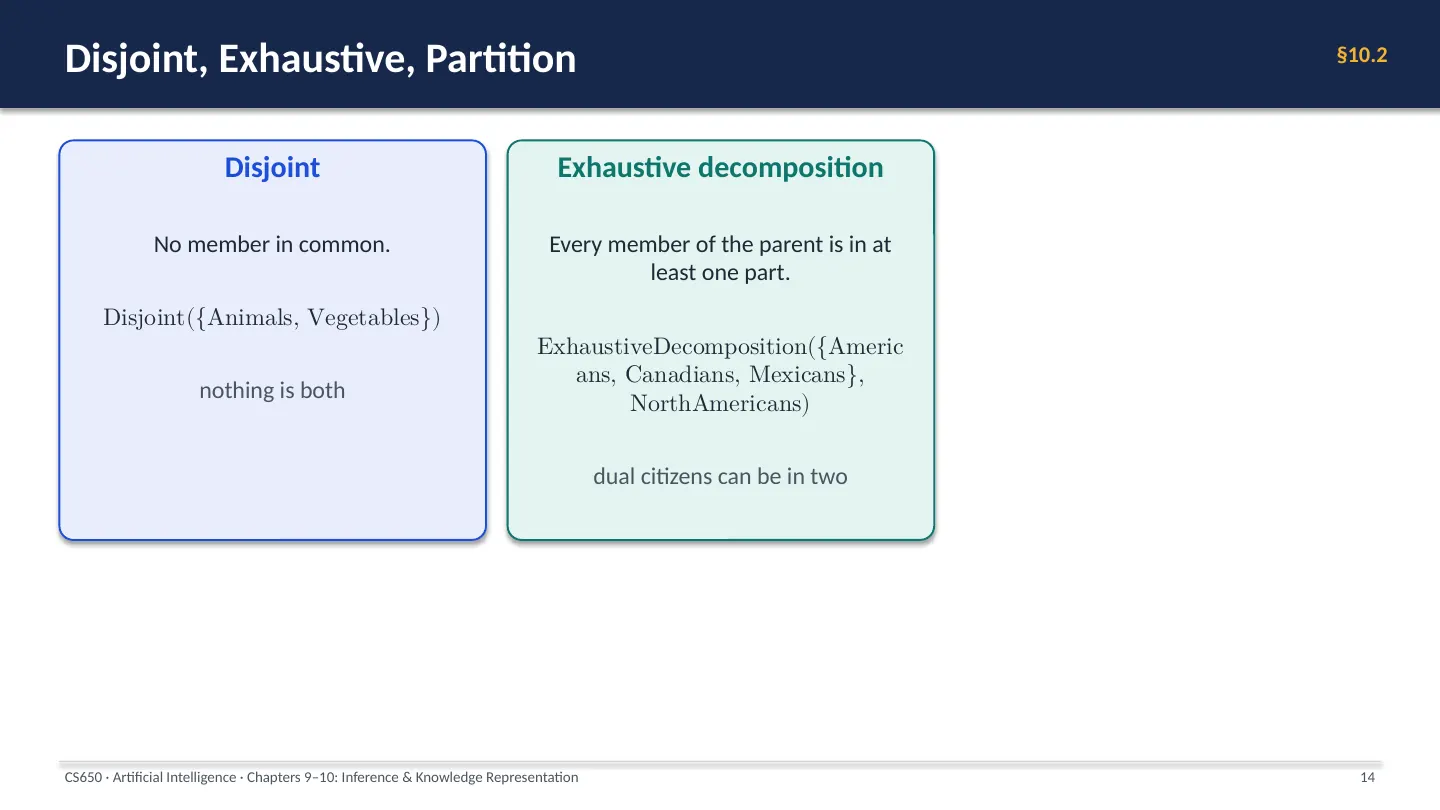 Disjoint, Exhaustive, Partition
§10.2
Disjoint
No member in common.
Disjoint({Animals, Vegetables})
nothing is both
Exhaustive decomposition
Every member of the parent is in at
least one part.
ExhaustiveDecomposition({Americ
ans, Canadians, Mexicans},
NorthAmericans)
dual citizens can be in two
CS650 · Artificial Intelligence · Chapters 9–10: Inference & Knowledge Representation
14